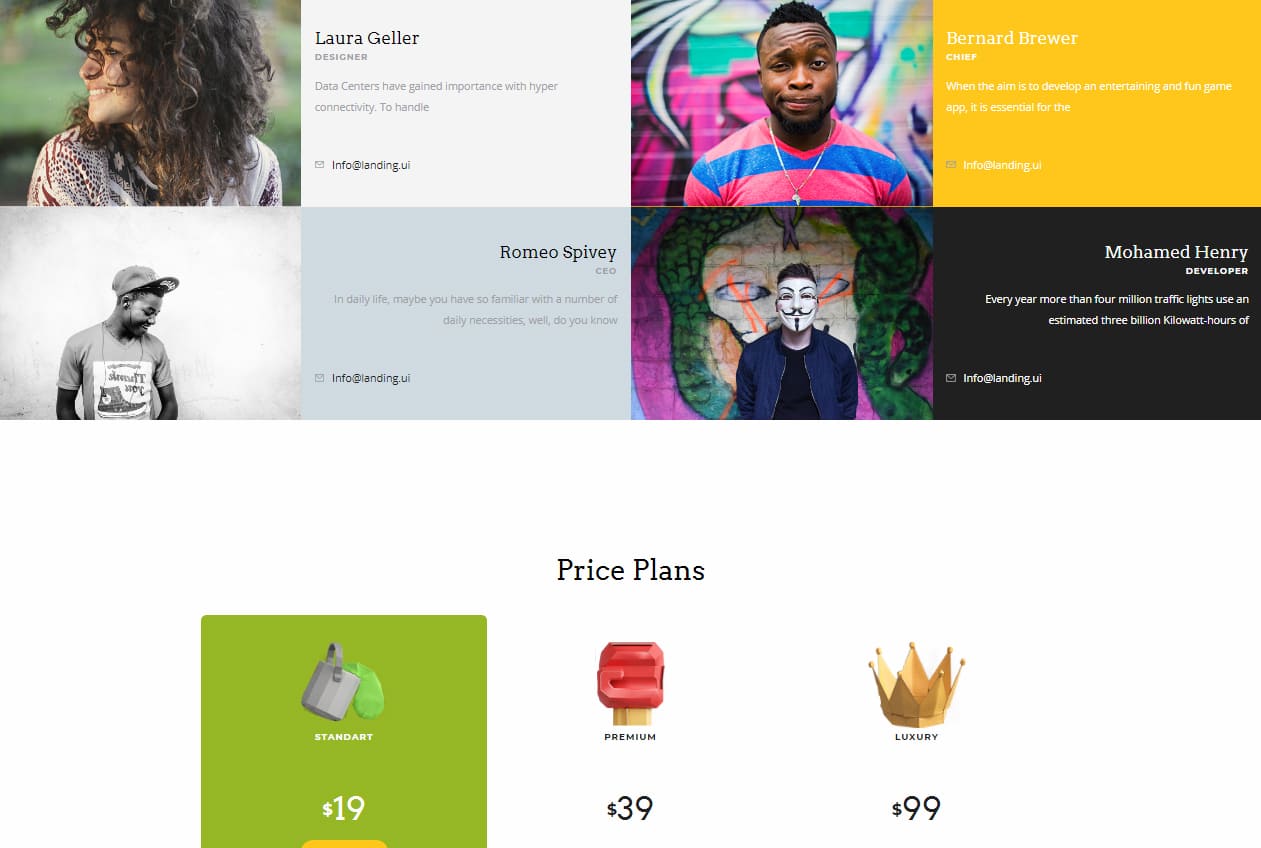 Laura Geller
DESIGNER
Data Centers have gained importance with hyper
connectivity. To handle
Info@landing.ui
Bernard Brewer
CHIEF
When the aim is to develop an entertaining and fun game
app, it is essential for the
Info@landing.ui
Romeo Spivey
CEO
In daily life, maybe you have so familiar with a number of
daily necessities, well, do you know
Info@landing.ui
Mohamed Henry
DEVELOPER
Every year more than four million traffic lights use an
estimated three billion Kilowatt-hours of
Info@landing.ui
Price Plans
STANDART
$19
PREMIUM
$39
LUXURY
$99